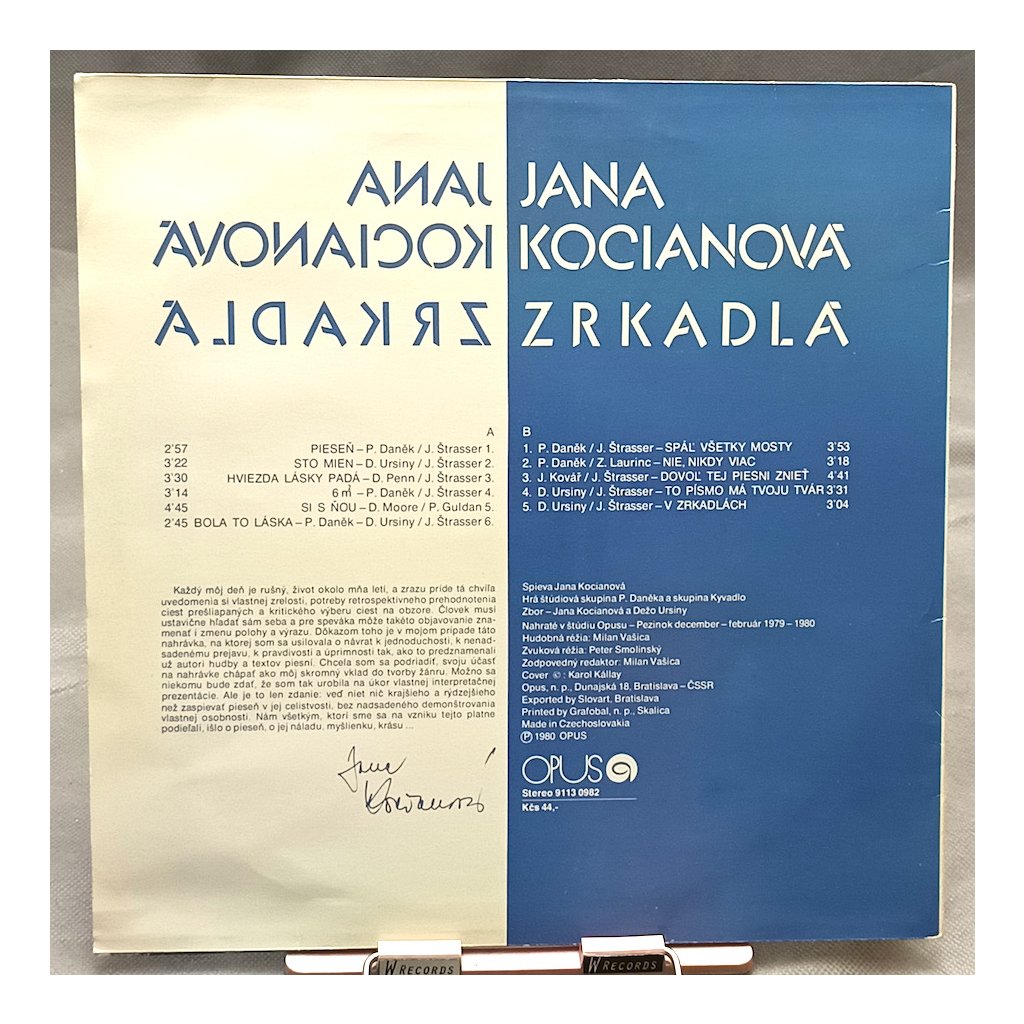 JANA
KOCIANOVÁ
ZRKADLÁ
JANA
KOCIANOVÁ
ZRKADLÁ
A
2'57 PIESEŇ – P. Daněk / J. Štrasser 1.
3'22 STO MIEN – D. Ursiny / J. Štrasser 2.
3'30 HVIEZDA LÁSKY PADÁ – D. Penn / J. Štrasser 3.
3'14 6 m² – P. Daněk / J. Štrasser 4.
4'45 SI S ŇOU – D. Moore / P. Guldan 5.
2'45 BOLA TO LÁSKA – P. Daněk – D. Ursiny / J. Štrasser 6.
B
1. P. Daněk / J. Štrasser – SPÁĽ VŠETKY MOSTY 3'53
2. P. Daněk / Z. Laurinc – NIE, NIKDY VIAC 3'18
3. J. Kovář / J. Štrasser – DOVOĽ TEJ PIESNI ZNIEŤ 4'41
4. D. Ursiny / J. Štrasser – TO PÍSMO MÁ TVOJU TVÁR 3'31
5. D. Ursiny / J. Štrasser – V ZRKADLÁCH 3'04
Každý môj deň je rušný, život okolo mňa letí, a zrazu príde tá chvíľa
uvedomenia si vlastnej zrelosti, potreby retrospektívneho prehodnotenia
ciest prešliapaných a kritického výberu ciest na obzore. Človek musí
ustavične hľadať sám seba a pre speváka môže takéto objavovanie zna-
menať i zmenu polohy a výrazu. Dôkazom toho je v mojom prípade táto
nahrávka, na ktorej som sa usilovala o návrat k jednoduchosti, k nenad-
sadenému prejavu, k pravdivosti a úprimnosti tak, ako to predznamenali
už autori hudby a textov piesní. Chcela som sa podriadiť, svoju účasť
na nahrávke chápať ako môj skromný vklad do tvorby žánru. Možno sa
niekomu bude zdať, že som tak urobila na úkor vlastnej interpretačnej
prezentácie. Ale je to len zdanie: veď niet nič krajšieho a rýdzejšieho
než zaspievať pieseň v jej celistvosti, bez nadsadeného demonštrovania
vlastnej osobnosti. Nám všetkým, ktorí sme sa na vzniku tejto platne
podieľali, išlo o pieseň, o jej náladu, myšlienku, krásu ...
Jana
Kocianová
Spieva Jana Kocianová
Hrá štúdiová skupina P. Daněka a skupina Kyvadlo
Zbor – Jana Kocianová a Dežo Ursiny
Nahraté v štúdiu Opusu – Pezinok december – február 1979 – 1980
Hudobná réžia: Milan Vašica
Zvuková réžia: Peter Smolinský
Zodpovedný redaktor: Milan Vašica
Cover © : Karol Kállay
Opus, n. p., Dunajská 18, Bratislava – ČSSR
Exported by Slovart, Bratislava
Printed by Grafobal, n. p., Skalica
Made in Czechoslovakia
Ⓟ 1980 OPUS
OPUS
Stereo 9113 0982
Kčs 44,-
W RECORDS
W RECORDS